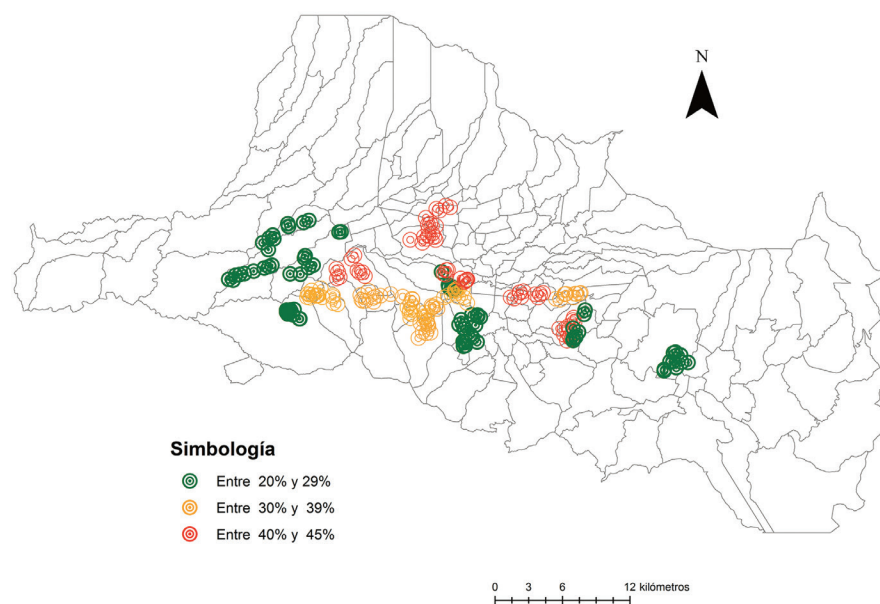 N
Simbología
Entre 20% y 29%
Entre 30% y 39%
Entre 40% y 45%
0 3 6 12 kilómetros